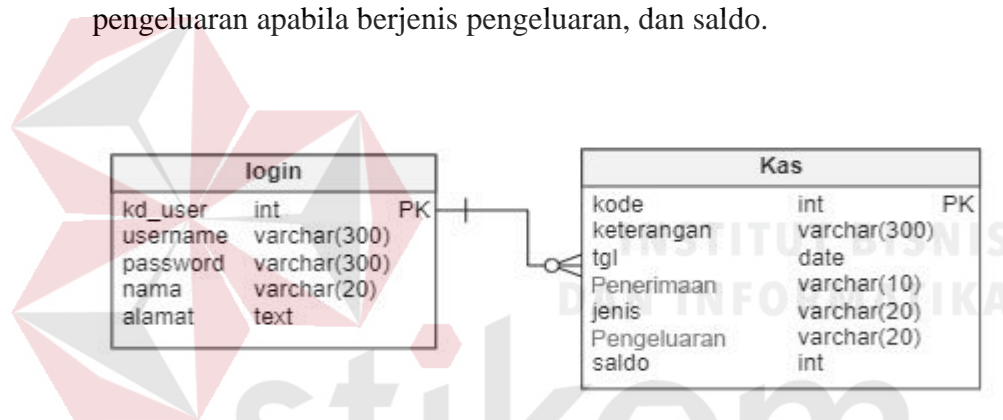 pengeluaran apabila berjenis pengeluaran, dan saldo.
login
kd_user int PK
username varchar(300)
password varchar(300)
nama varchar(20)
alamat text
Kas
kode int PK
keterangan varchar(300)
tgl date
Penerimaan varchar(10)
jenis varchar(20)
Pengeluaran varchar(20)
saldo int
INSTITUT BISNIS
DAN INFORMATIKA
stikom